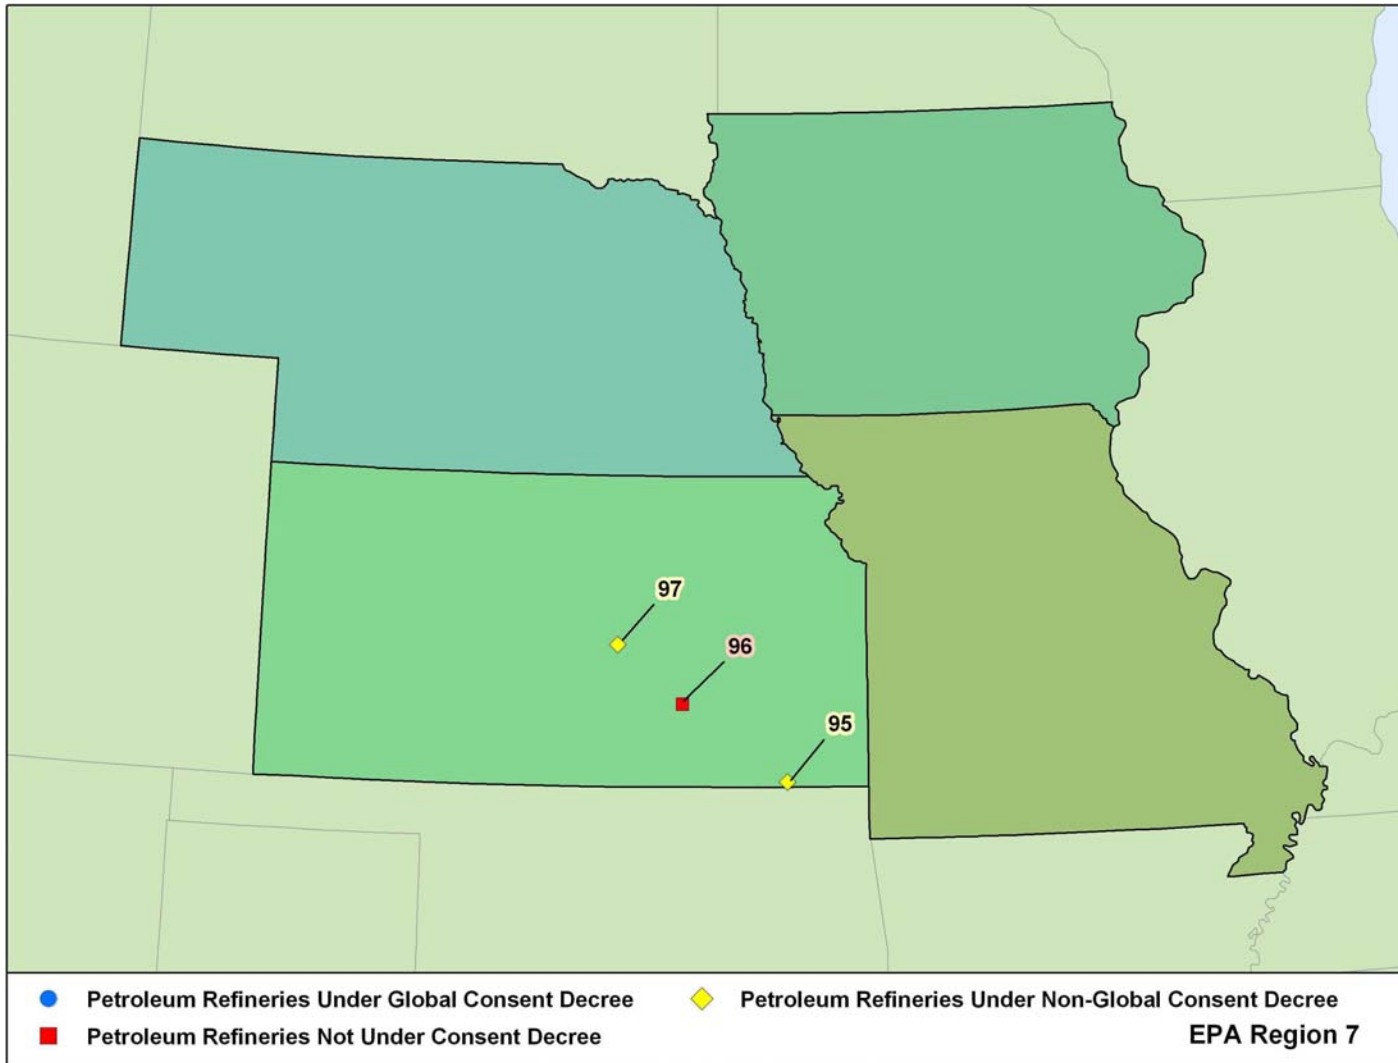 97
96
95
Petroleum Refineries Under Global Consent Decree
Petroleum Refineries Under Non-Global Consent Decree
Petroleum Refineries Not Under Consent Decree
EPA Region 7